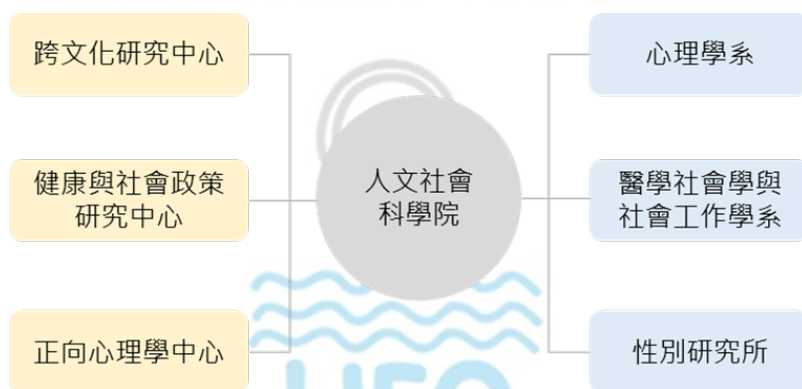 跨文化研究中心
健康與社會政策
研究中心
正向心理學中心
人文社會
科學院
心理學系
醫學社會學與
社會工作學系
性別研究所